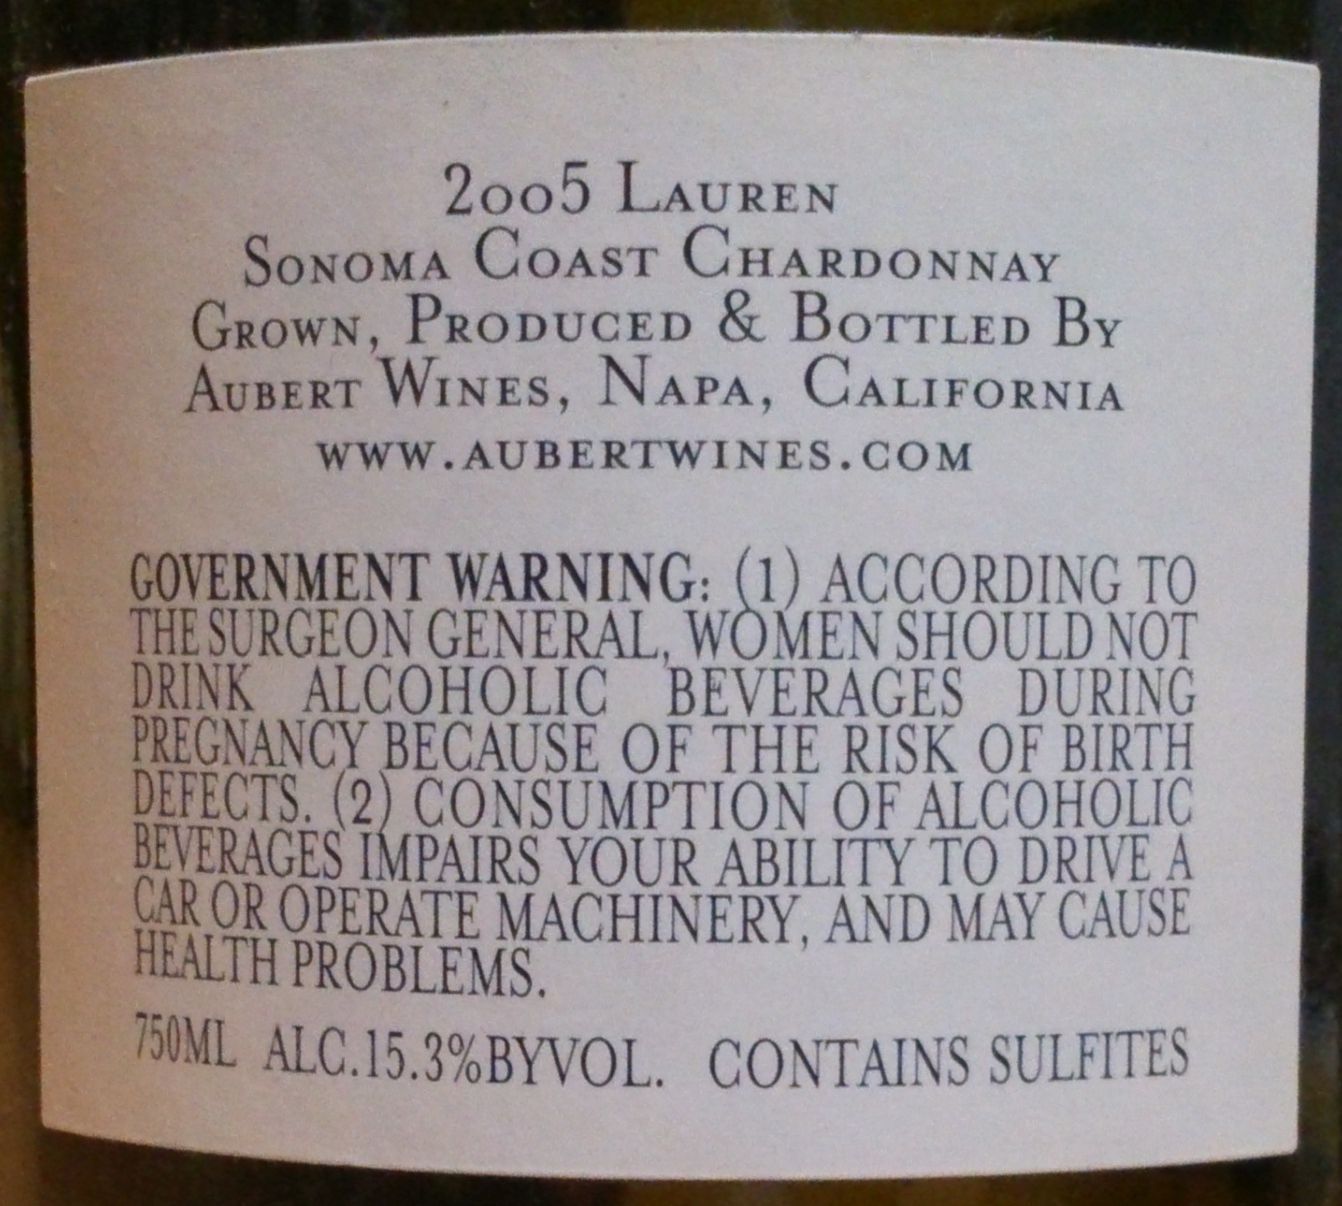 2005 Lauren
Sonoma Coast Chardonnay
Grown, Produced & Bottled By
Aubert Wines, Napa, California
www.aubertwines.com
GOVERNMENT WARNING: (1) ACCORDING TO
THE SURGEON GENERAL, WOMEN SHOULD NOT
DRINK ALCOHOLIC BEVERAGES DURING
PREGNANCY BECAUSE OF THE RISK OF BIRTH
DEFECTS. (2) CONSUMPTION OF ALCOHOLIC
BEVERAGES IMPAIRS YOUR ABILITY TO DRIVE A
CAR OR OPERATE MACHINERY, AND MAY CAUSE
HEALTH PROBLEMS.
750ML ALC.15.3%BYVOL. CONTAINS SULFITES